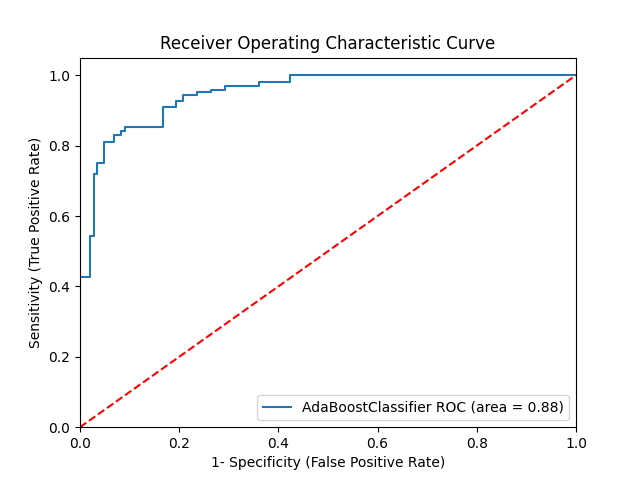 Receiver Operating Characteristic Curve
1.0
0.8
0.6
0.4
0.2
0.0
Sensitivity (True Positive Rate)
AdaBoostClassifier ROC (area = 0.88)
0.0 0.2 0.4 0.6 0.8 1.0
1- Specificity (False Positive Rate)